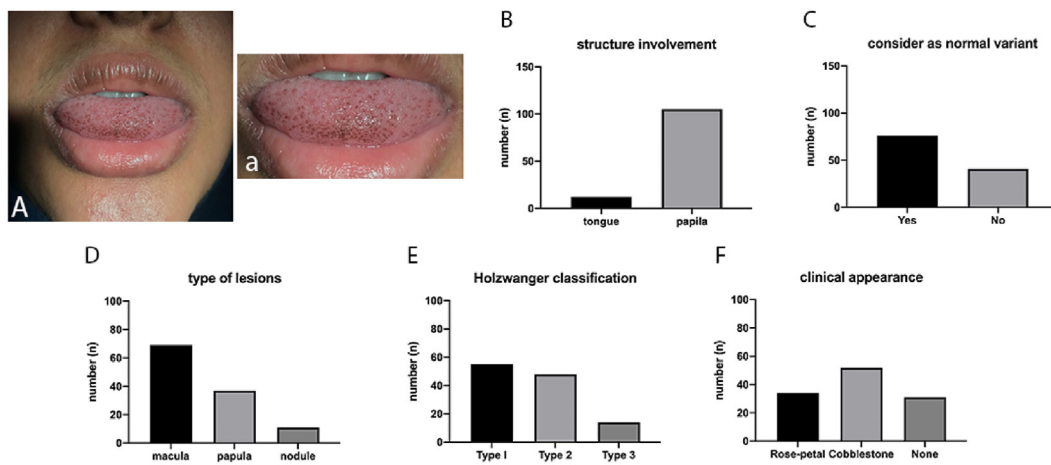 A
a
B
structure involvement
number (n)
150
100
50
0
tongue papila
C
consider as normal variant
number (n)
150
100
50
0
Yes No
D
type of lesions
number (n)
100
80
60
40
20
0
macula papula nodule
E
Holzwanger classification
number (n)
100
80
60
40
20
0
Type I Type 2 Type 3
F
clinical appearance
number (n)
100
80
60
40
20
0
Rose-petal Cobblestone None